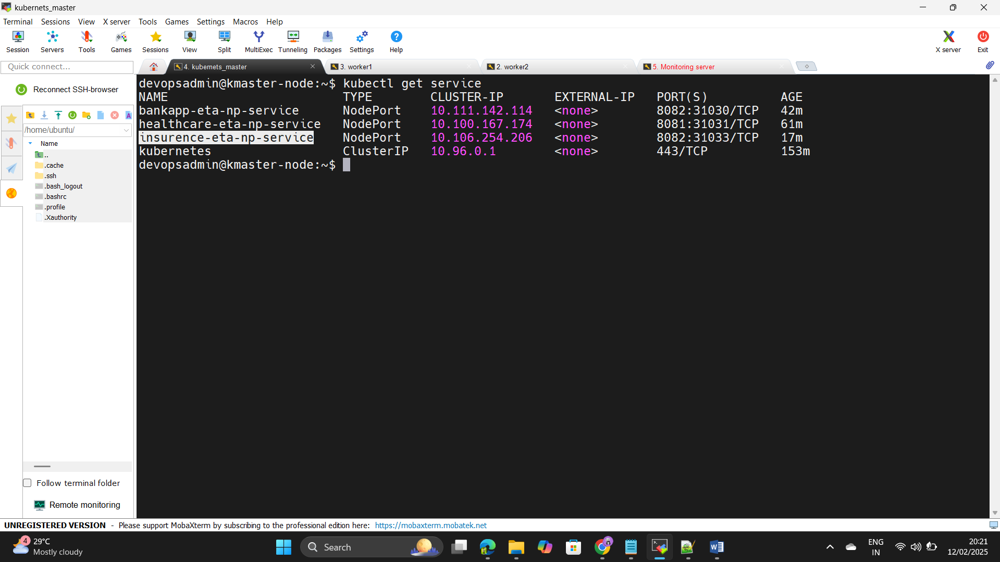 kubernets_master
Terminal Sessions View X server Tools Games Settings Macros Help
Session Servers Tools Games Sessions View Split MultiExec Tunneling Packages Settings Help X server Exit
Quick connect...
4. kubernets_master 3. worker1 2. worker2 5. Monitoring server
Reconnect SSH-browser
/home/ubuntu/
Name
..
.cache
.ssh
.bash_logout
.bashrc
.profile
.Xauthority
Follow terminal folder
Remote monitoring
devopsadmin@kmaster-node:~$ kubectl get service
NAME TYPE CLUSTER-IP EXTERNAL-IP PORT(S) AGE
bankapp-eta-np-service NodePort 10.111.142.114 <none> 8082:31030/TCP 42m
healthcare-eta-np-service NodePort 10.100.167.174 <none> 8081:31031/TCP 61m
insurence-eta-np-service NodePort 10.106.254.206 <none> 8082:31033/TCP 17m
kubernetes ClusterIP 10.96.0.1 <none> 443/TCP 153m
devopsadmin@kmaster-node:~$
UNREGISTERED VERSION - Please support MobaXterm by subscribing to the professional edition here: https://mobaxterm.mobatek.net
4
29°C
Mostly cloudy
Search
ENG
IN
20:21
12/02/2025